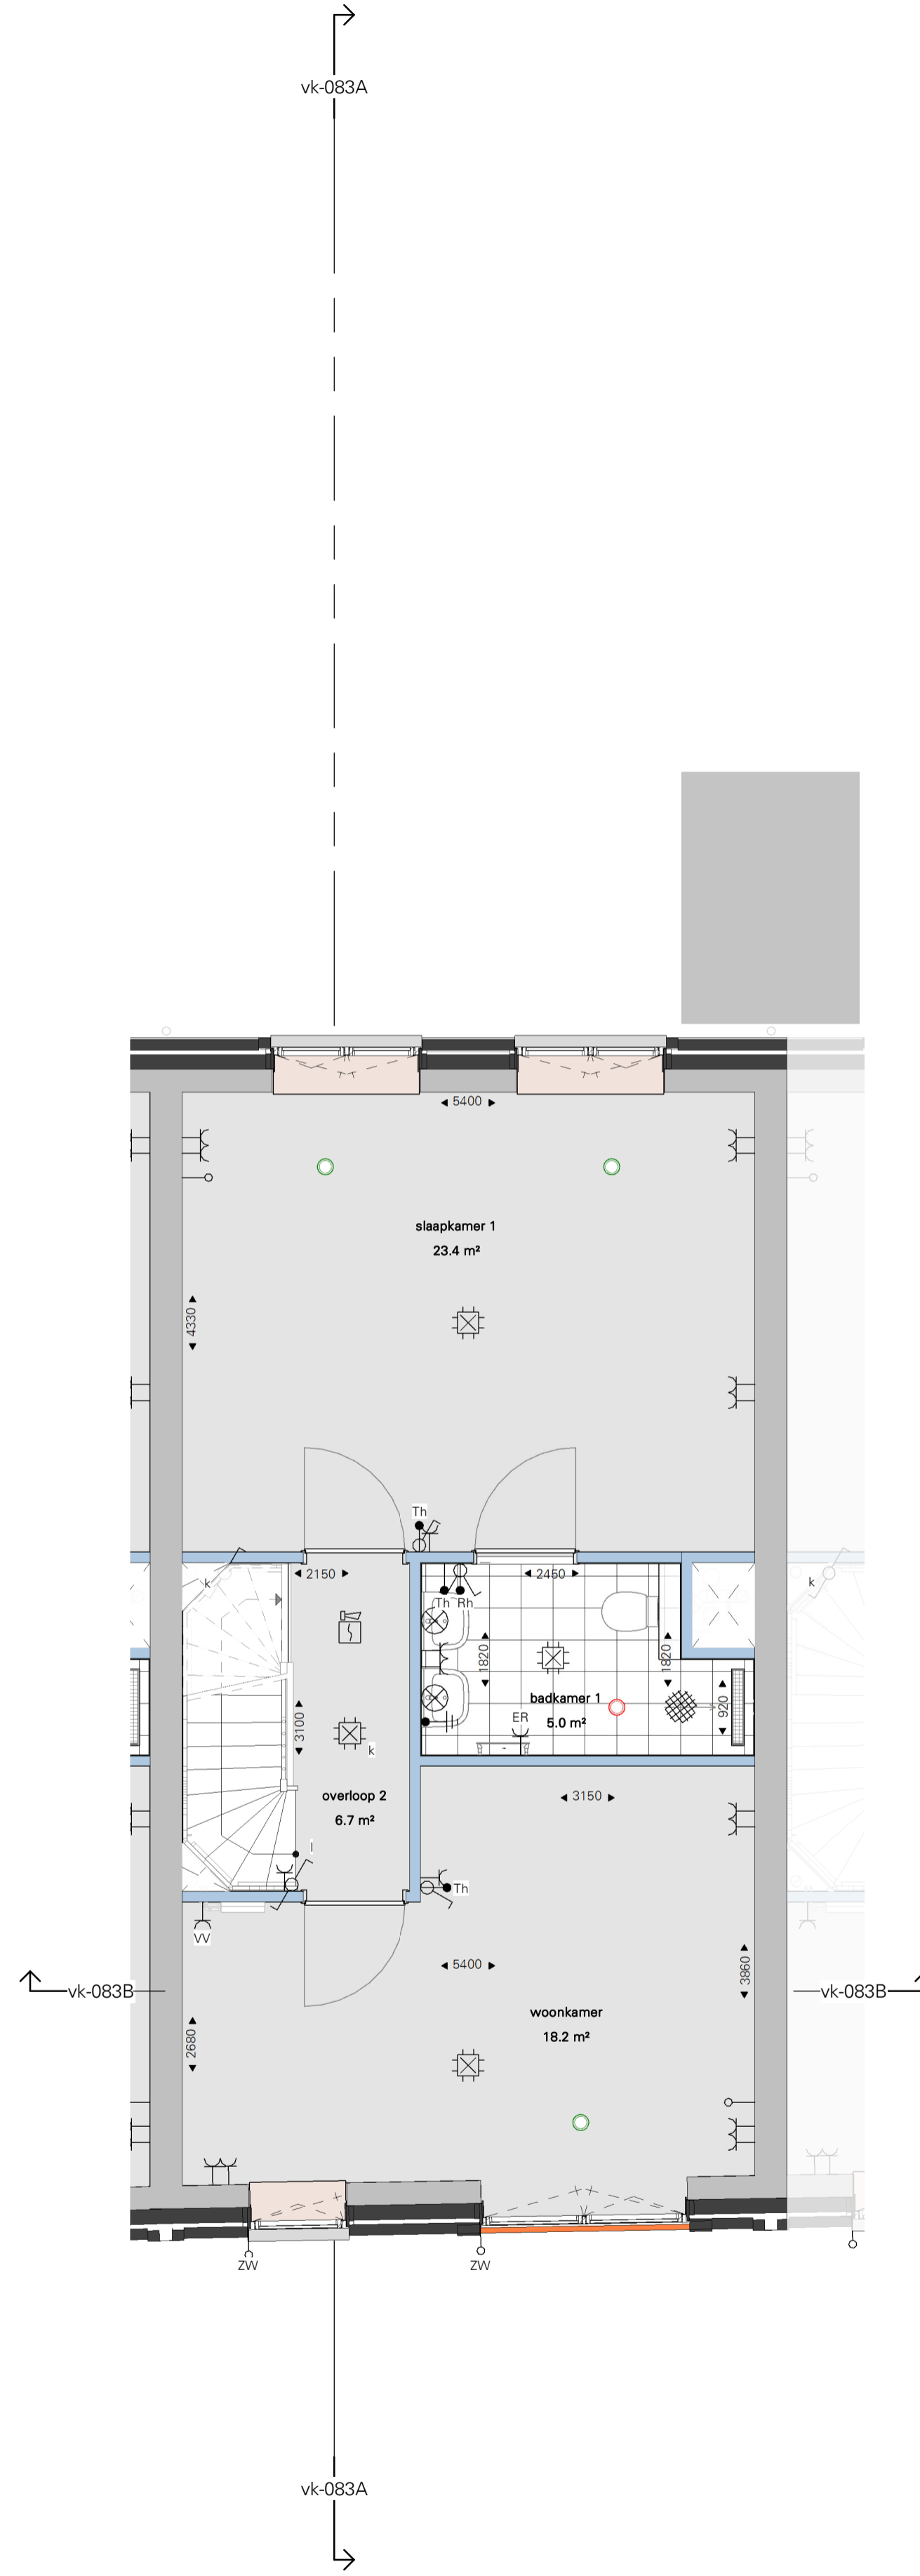 vk-083A
5400
slaapkamer 1
23.4 m²
4330
Th
k
2150
2450
k
Th Rh
1820
1820
badkamer 1
5.0 m²
ER
920
3100
k
overloop 2
6.7 m²
3150
l
Th
VV
5400
3860
vk-083B
vk-083B
woonkamer
18.2 m²
2680
ZW
ZW
vk-083A